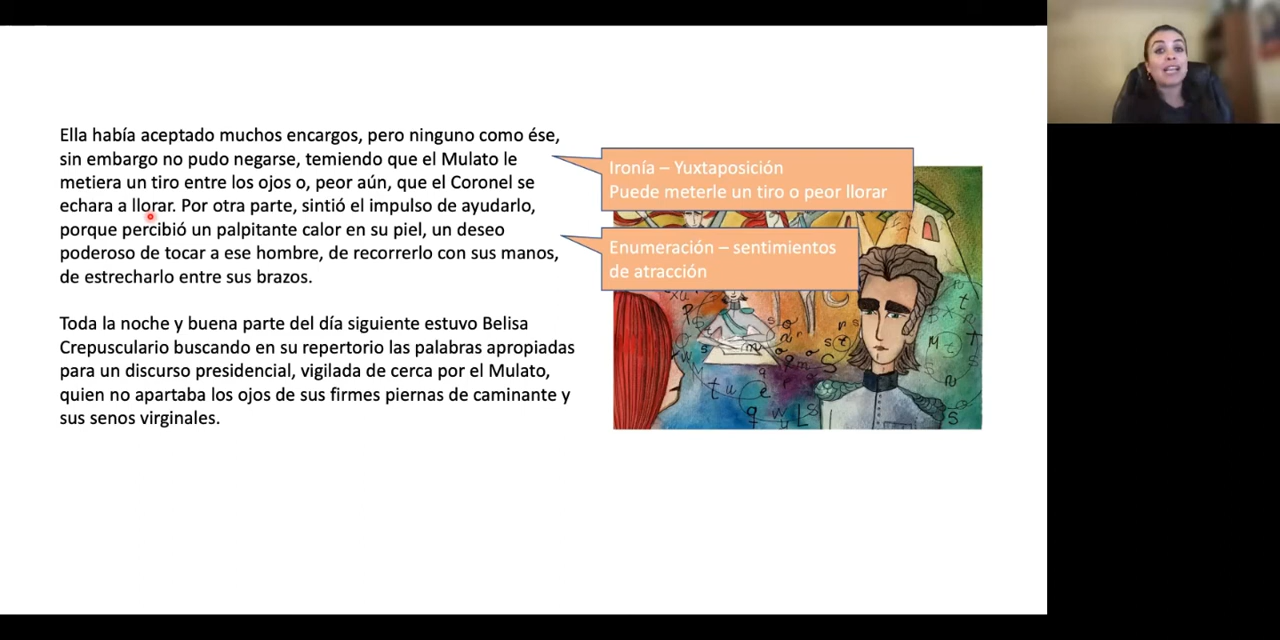 Ella había aceptado muchos encargos, pero ninguno como ése,
sin embargo no pudo negarse, temiendo que el Mulato le
metiera un tiro entre los ojos o, peor aún, que el Coronel se
echara a llorar. Por otra parte, sintió el impulso de ayudarlo,
porque percibió un palpitante calor en su piel, un deseo
poderoso de tocar a ese hombre, de recorrerlo con sus manos,
de estrecharlo entre sus brazos.
Toda la noche y buena parte del día siguiente estuvo Belisa
Crepusculario buscando en su repertorio las palabras apropiadas
para un discurso presidencial, vigilada de cerca por el Mulato,
quien no apartaba los ojos de sus firmes piernas de caminante y
sus senos virginales.
Ironía – Yuxtaposición
Puede meterle un tiro o peor llorar
Enumeración – sentimientos
de atracción